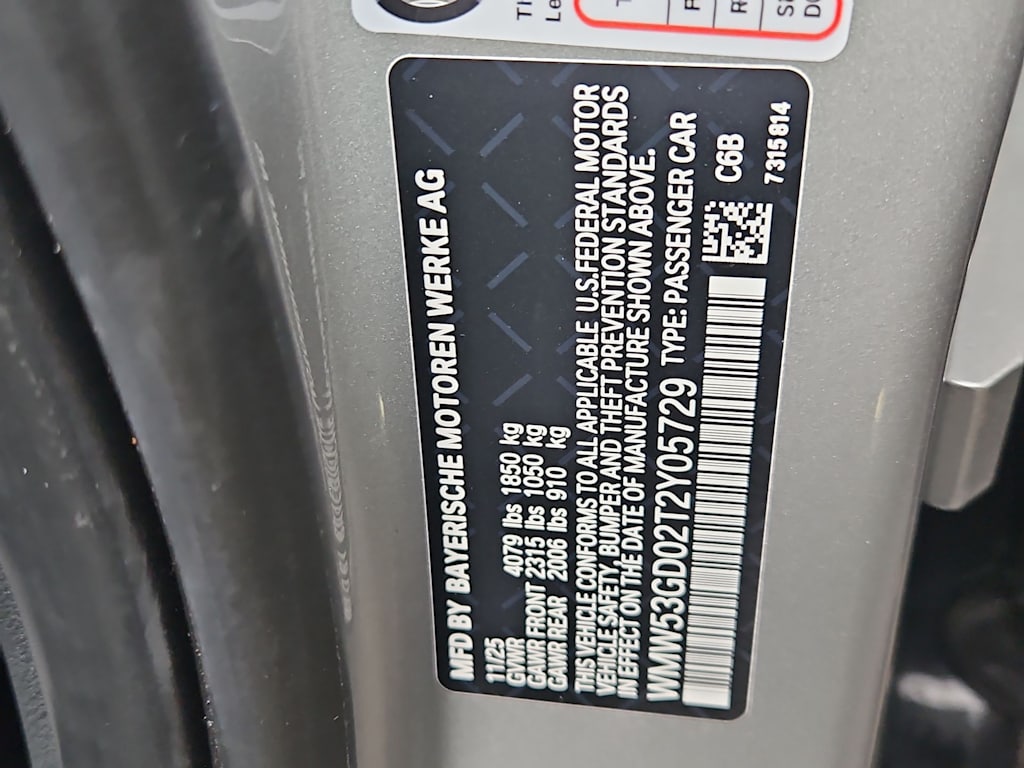 MFD BY BAYERISCHE MOTOREN WERKE AG
11/25
GVWR 4079 lbs 1850 kg
GAWR FRONT 2315 lbs 1050 kg
GAWR REAR 2006 lbs 910 kg
THIS VEHICLE CONFORMS TO ALL APPLICABLE U.S.FEDERAL MOTOR
VEHICLE SAFETY, BUMPER AND THEFT PREVENTION STANDARDS
IN EFFECT ON THE DATE OF MANUFACTURE SHOWN ABOVE.
WMW53GD02T2Y05729 TYPE: PASSENGER CAR
C6B
7315814